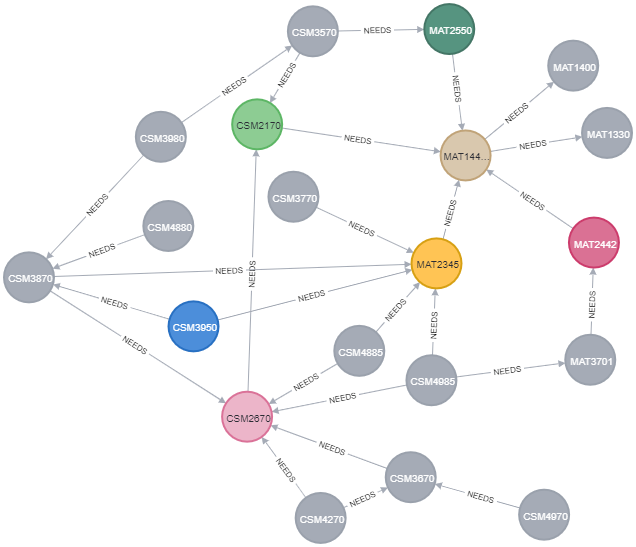 CSM3570
NEEDS
MAT2550
NEEDS
NEEDS
NEEDS
MAT1400
NEEDS
CSM2170
CSM3980
NEEDS
MAT144...
NEEDS
MAT1330
NEEDS
CSM3770
NEEDS
NEEDS
NEEDS
CSM4880
NEEDS
NEEDS
MAT2442
CSM3870
NEEDS
NEEDS
MAT2345
NEEDS
NEEDS
CSM3950
NEEDS
NEEDS
NEEDS
NEEDS
CSM4885
MAT3701
NEEDS
CSM4985
NEEDS
NEEDS
CSM2670
NEEDS
NEEDS
CSM3670
NEEDS
NEEDS
CSM4270
CSM4970